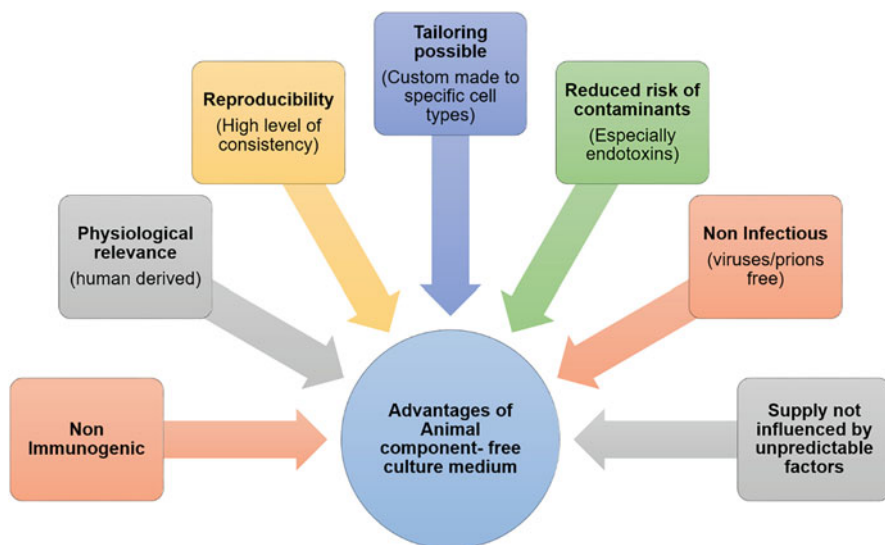 Tailoring
possible
(Custom made to
specific cell
types)
Reproducibility
(High level of
consistency)
Reduced risk of
contaminants
(Especially
endotoxins)
Physiological
relevance
(human derived)
Non Infectious
(viruses/prions
free)
Non
Immunogenic
Advantages of
Animal
component- free
culture medium
Supply not
influenced by
unpredictable
factors